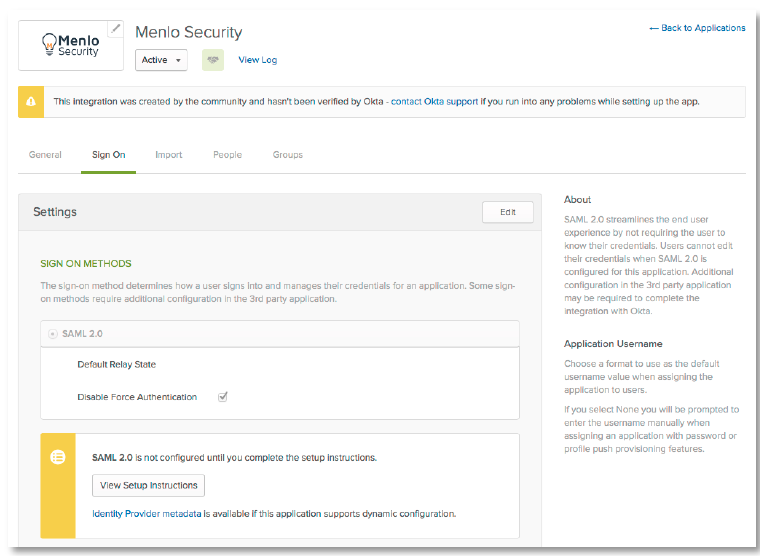 Menlo
Security
Menlo Security
← Back to Applications
Active
View Log
This integration was created by the community and hasn't been verified by Okta - contact Okta support if you run into any problems while setting up the app.
General Sign On Import People Groups
Settings
Edit
SIGN ON METHODS
The sign-on method determines how a user signs into and manages their credentials for an application. Some sign-
on methods require additional configuration in the 3rd party application.
SAML 2.0
Default Relay State
Disable Force Authentication
SAML 2.0 is not configured until you complete the setup instructions.
View Setup Instructions
Identity Provider metadata is available if this application supports dynamic configuration.
About
SAML 2.0 streamlines the end user
experience by not requiring the user to
know their credentials. Users cannot edit
their credentials when SAML 2.0 is
configured for this application. Additional
configuration in the 3rd party application
may be required to complete the
integration with Okta.
Application Username
Choose a format to use as the default
username value when assigning the
application to users.
If you select None you will be prompted to
enter the username manually when
assigning an application with password or
profile push provisioning features.